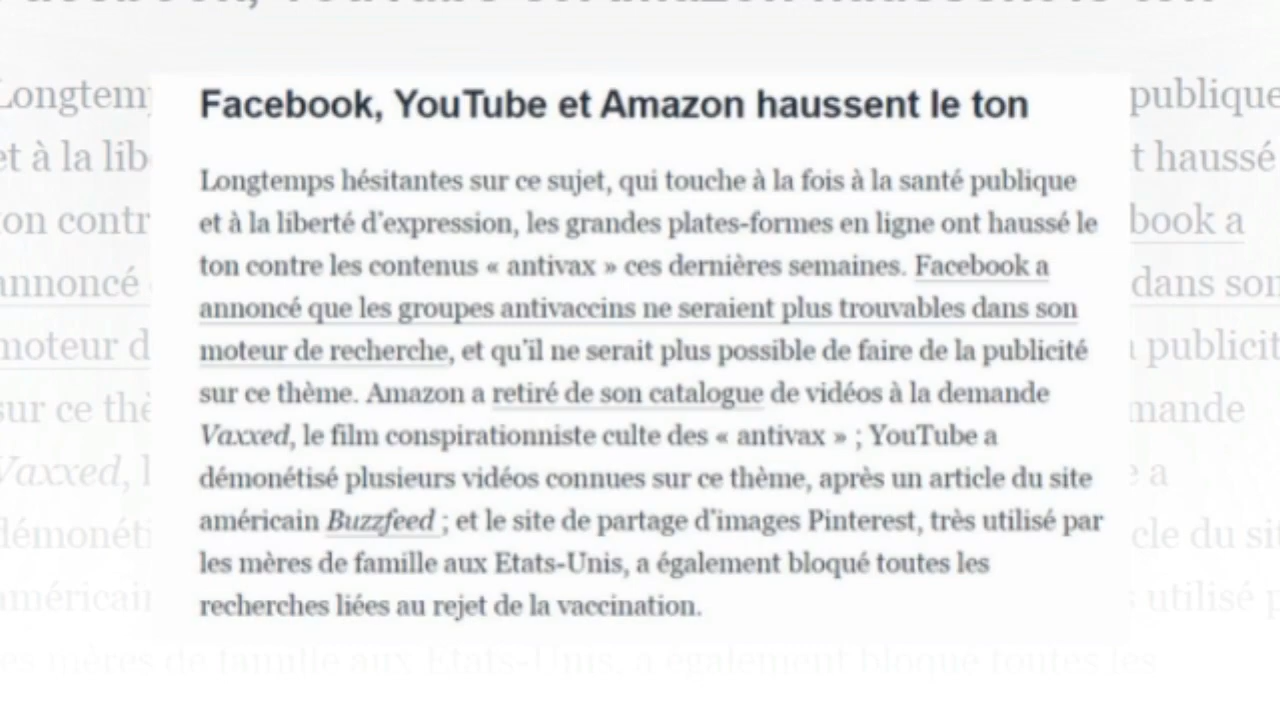 Facebook, YouTube et Amazon haussent le ton
Longtemps hésitantes sur ce sujet, qui touche à la fois à la santé publique
et à la liberté d'expression, les grandes plates-formes en ligne ont haussé le
ton contre les contenus « antivax » ces dernières semaines. Facebook a
annoncé que les groupes antivaccins ne seraient plus trouvables dans son
moteur de recherche, et qu'il ne serait plus possible de faire de la publicité
sur ce thème. Amazon a retiré de son catalogue de vidéos à la demande
Vaxxed, le film conspirationniste culte des « antivax » ; YouTube a
démonétisé plusieurs vidéos connues sur ce thème, après un article du site
américain Buzzfeed ; et le site de partage d'images Pinterest, très utilisé par
les mères de famille aux Etats-Unis, a également bloqué toutes les
recherches liées au rejet de la vaccination.